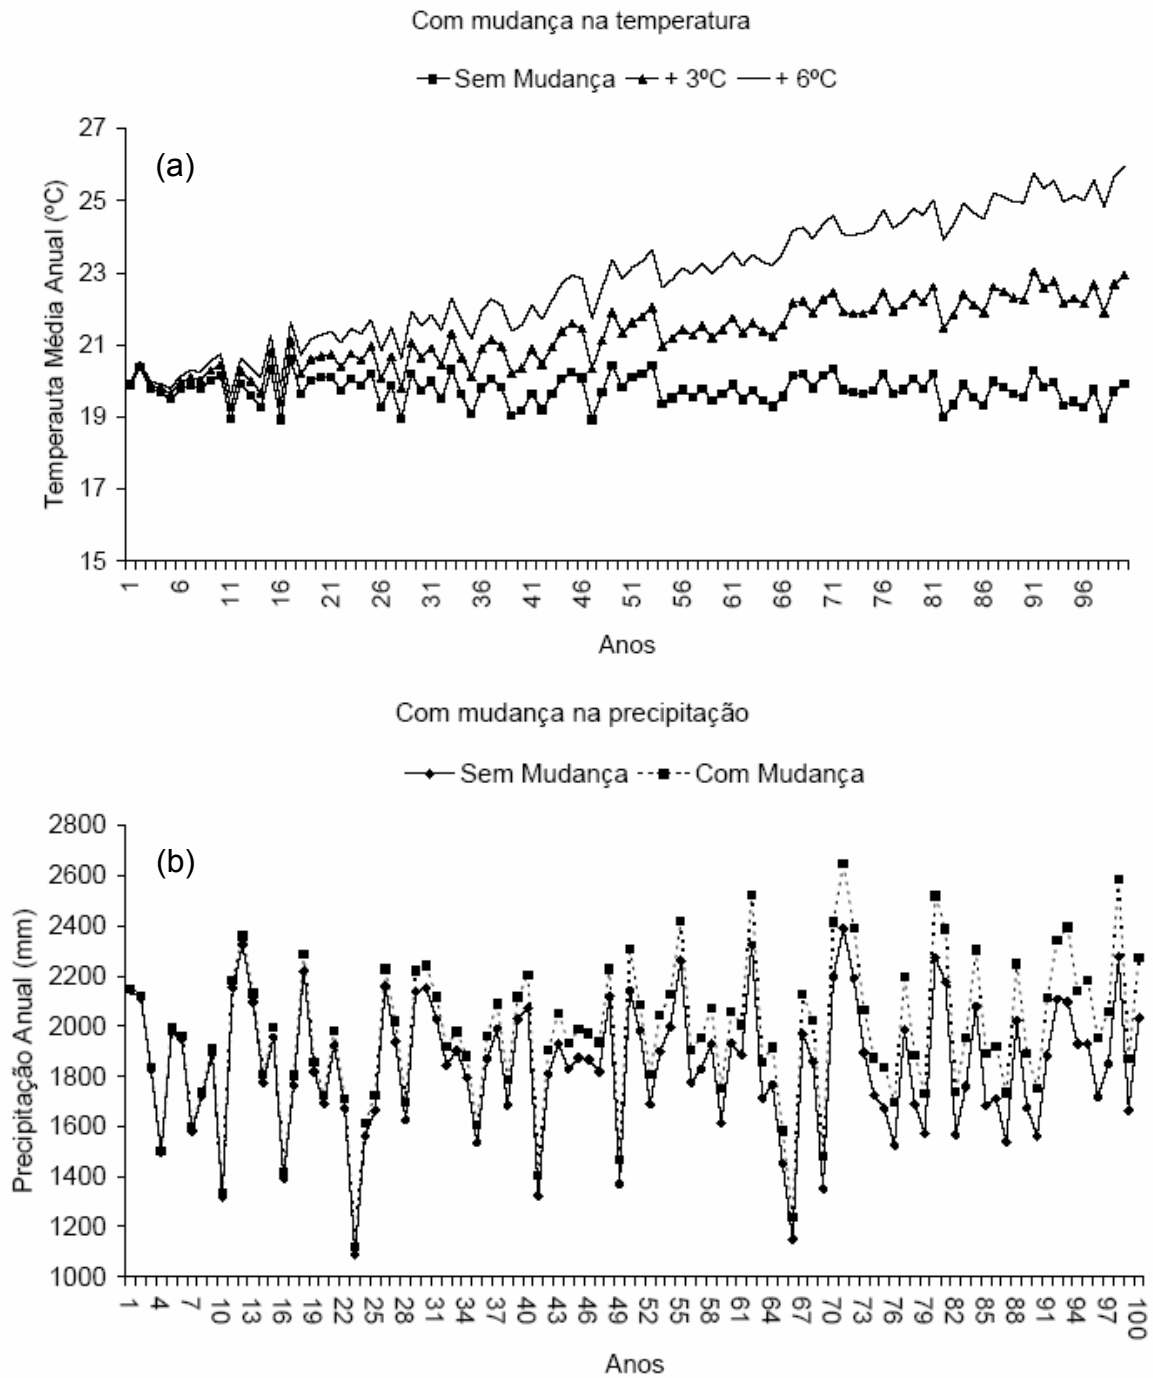 Com mudança na temperatura
Sem Mudança + 3ºC + 6ºC
(a)
Temperauta Média Anual (ºC)
27
25
23
21
19
17
15
1 6 11 16 21 26 31 36 41 46 51 56 61 66 71 76 81 86 91 96
Anos
Com mudança na precipitação
Sem Mudança Com Mudança
(b)
Precipitação Anual (mm)
2800
2600
2400
2200
2000
1800
1600
1400
1200
1000
1 4 7 10 13 16 19 22 25 28 31 34 37 40 43 46 49 52 55 58 61 64 67 70 73 76 79 82 85 88 91 94 97 100
Anos